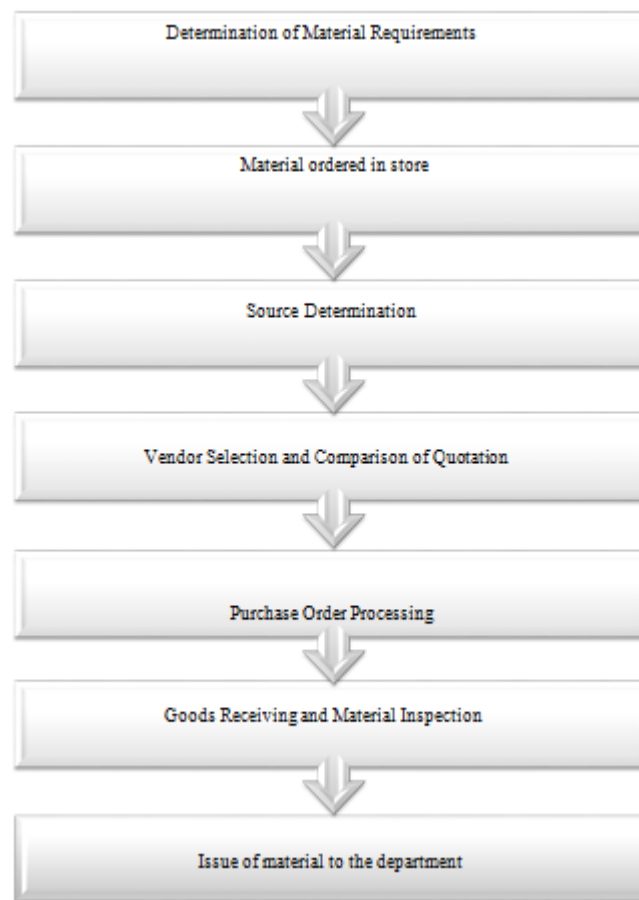 Determination of Material Requirements
Material ordered in store
Source Determination
Vendor Selection and Comparison of Quotation
Purchase Order Processing
Goods Receiving and Material Inspection
Issue of material to the department